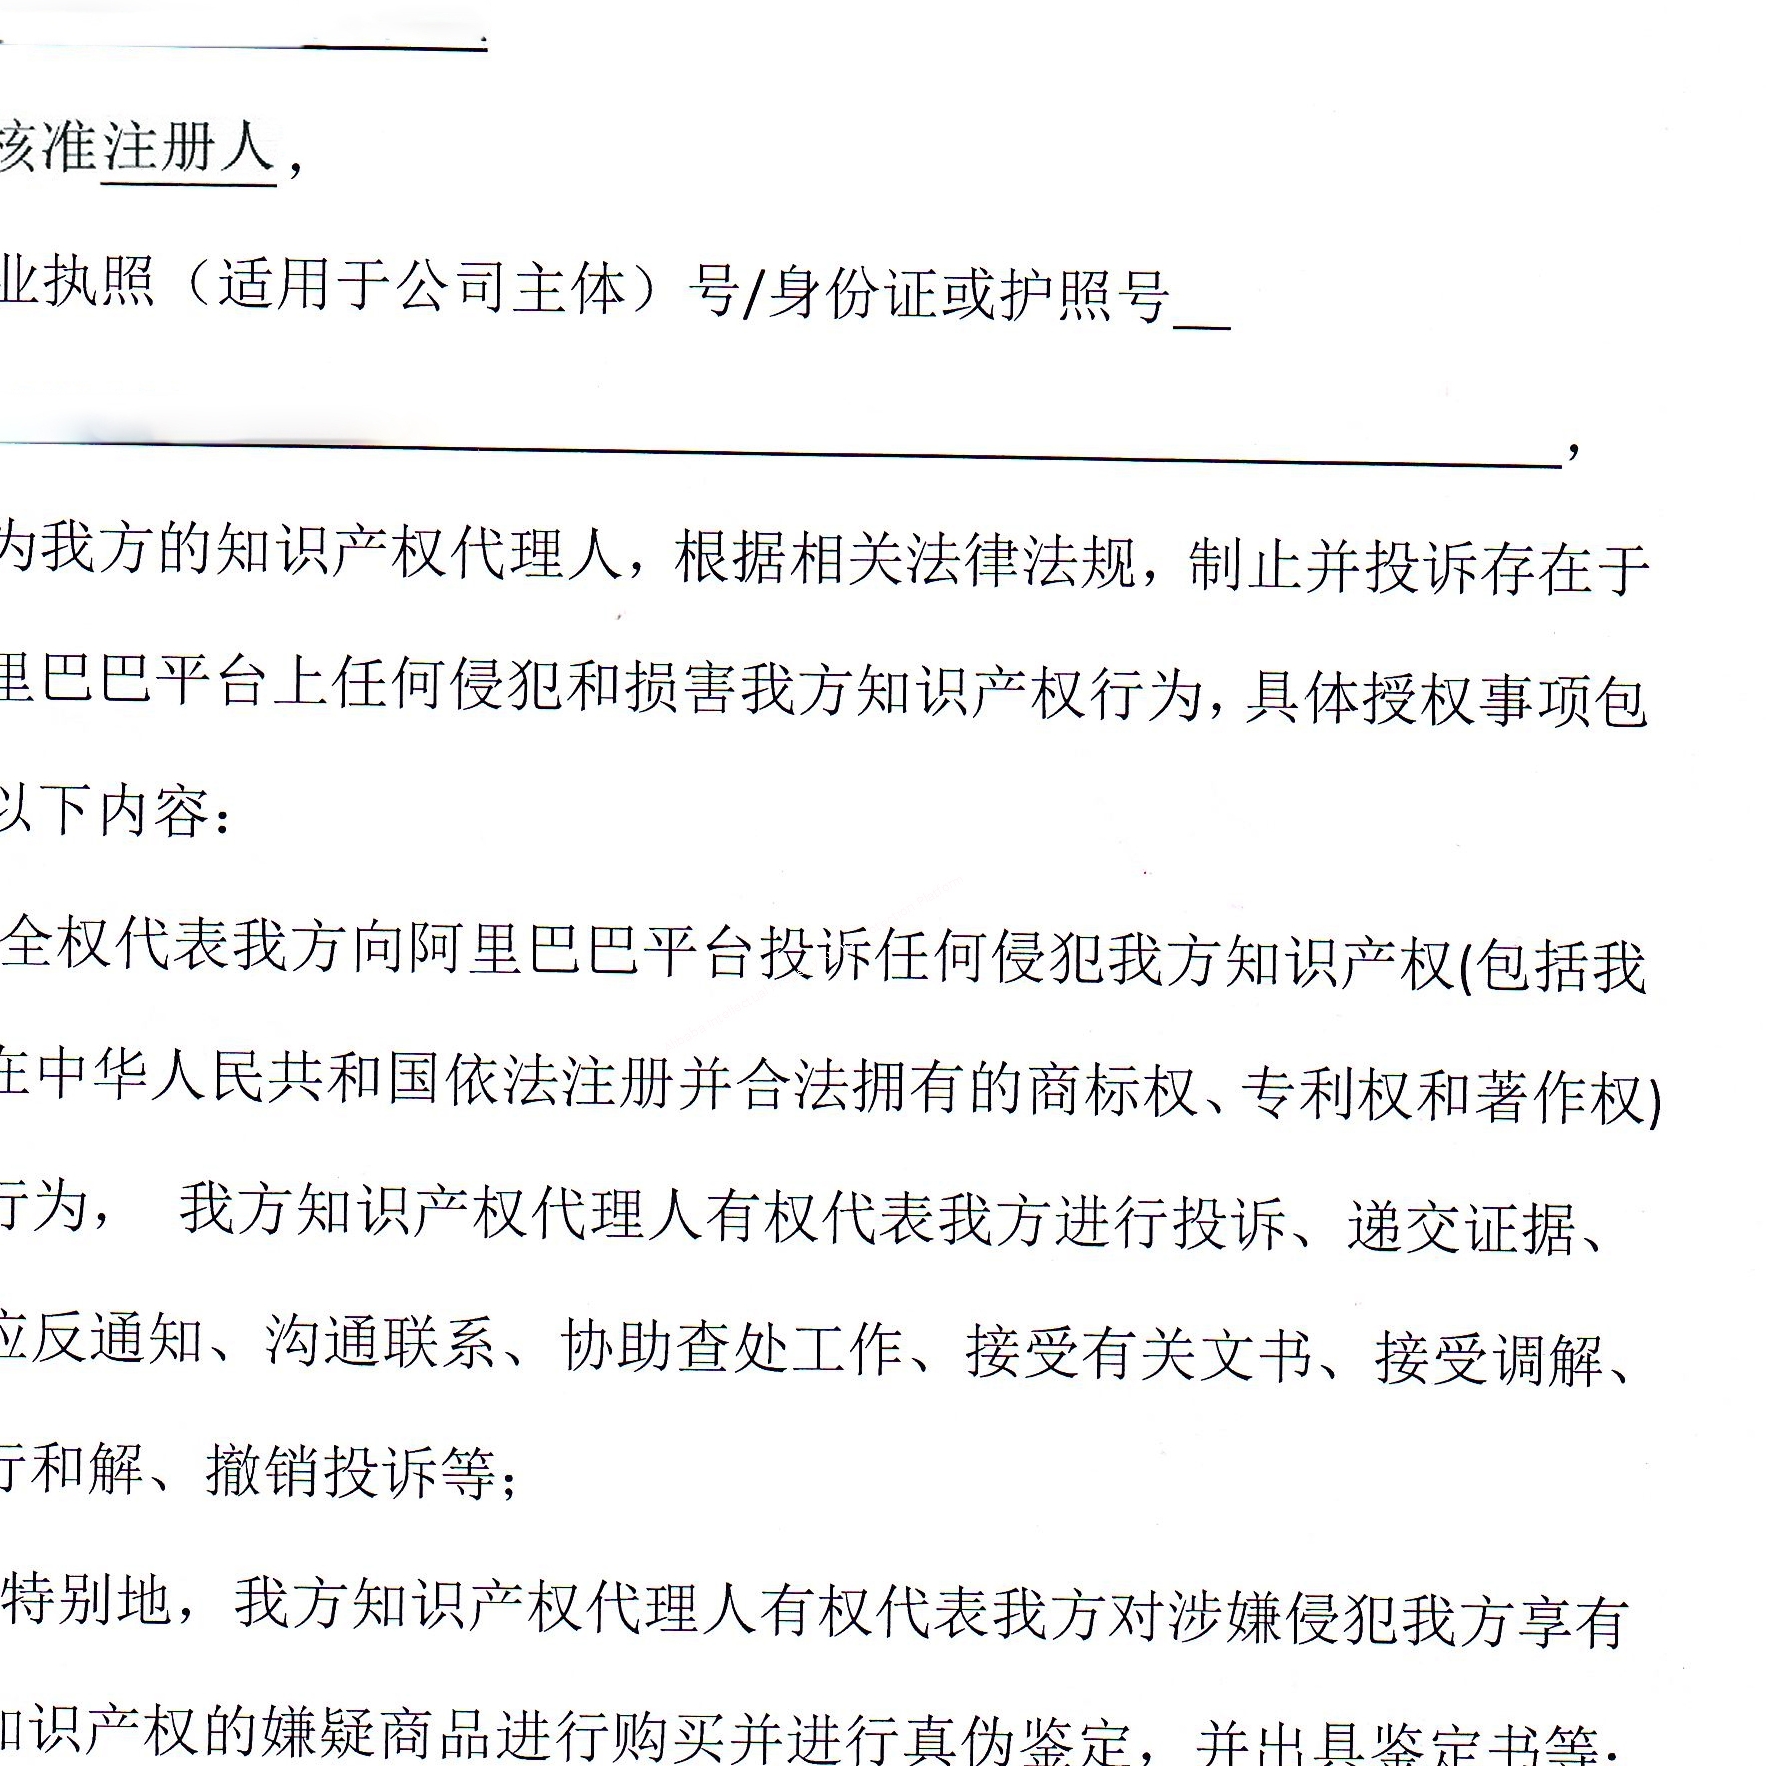 核准注册人，
业执照（适用于公司主体）号/身份证或护照号__
，
为我方的知识产权代理人，根据相关法律法规，制止并投诉存在于
里巴巴平台上任何侵犯和损害我方知识产权行为，具体授权事项包
以下内容：
全权代表我方向阿里巴巴平台投诉任何侵犯我方知识产权(包括我
在中华人民共和国依法注册并合法拥有的商标权、专利权和著作权)
行为， 我方知识产权代理人有权代表我方进行投诉、递交证据、
应反通知、沟通联系、协助查处工作、接受有关文书、接受调解、
行和解、撤销投诉等；
特别地，我方知识产权代理人有权代表我方对涉嫌侵犯我方享有
知识产权的嫌疑商品进行购买并进行真伪鉴定，并出具鉴定书等；